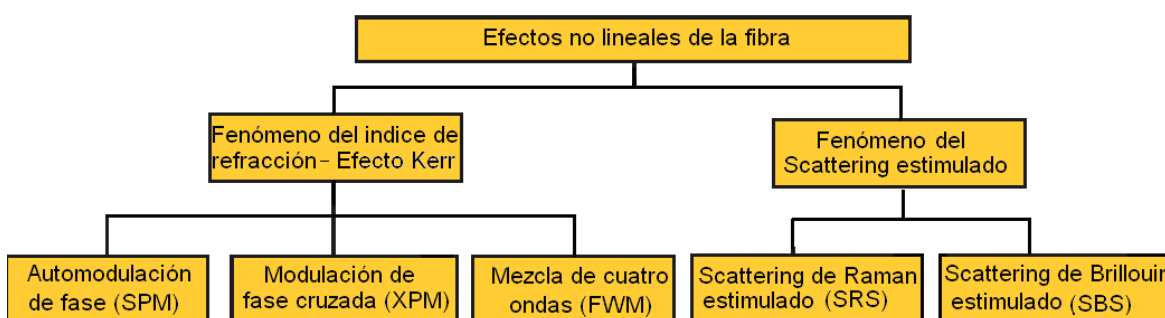 Efectos no lineales de la fibra
Fenómeno del indice de
refracción- Efecto Kerr
Fenómeno del
Scattering estimulado
Automodulación
de fase (SPM)
Modulación de
fase cruzada (XPM)
Mezcla de cuatro
ondas (FWM)
Scattering de Raman
estimulado (SRS)
Scattering de Brillouin
estimulado (SBS)